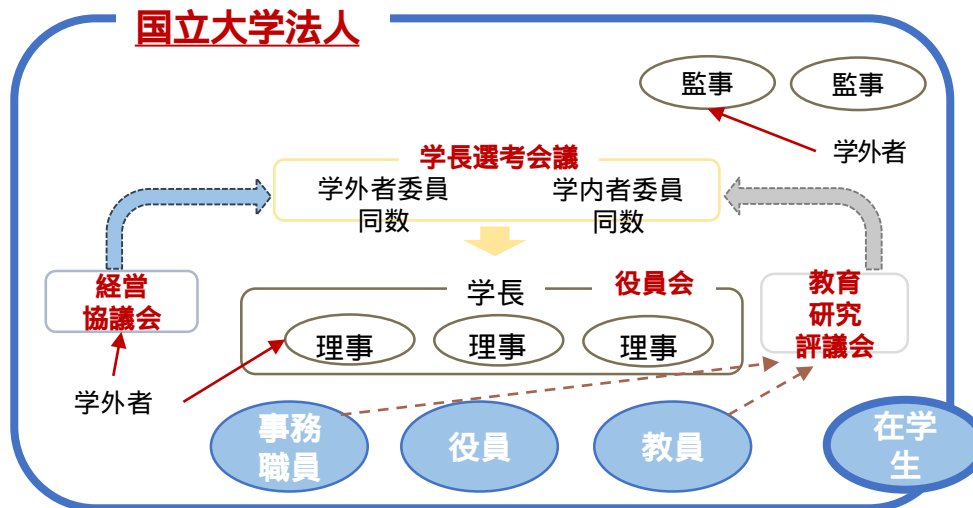 国立大学法人
監事
監事
学外者
学長選考会議
学外者委員
同数
学内者委員
同数
経営
協議会
学長
役員会
理事
理事
理事
教育
研究
評議会
学外者
事務
職員
役員
教員
在学
生